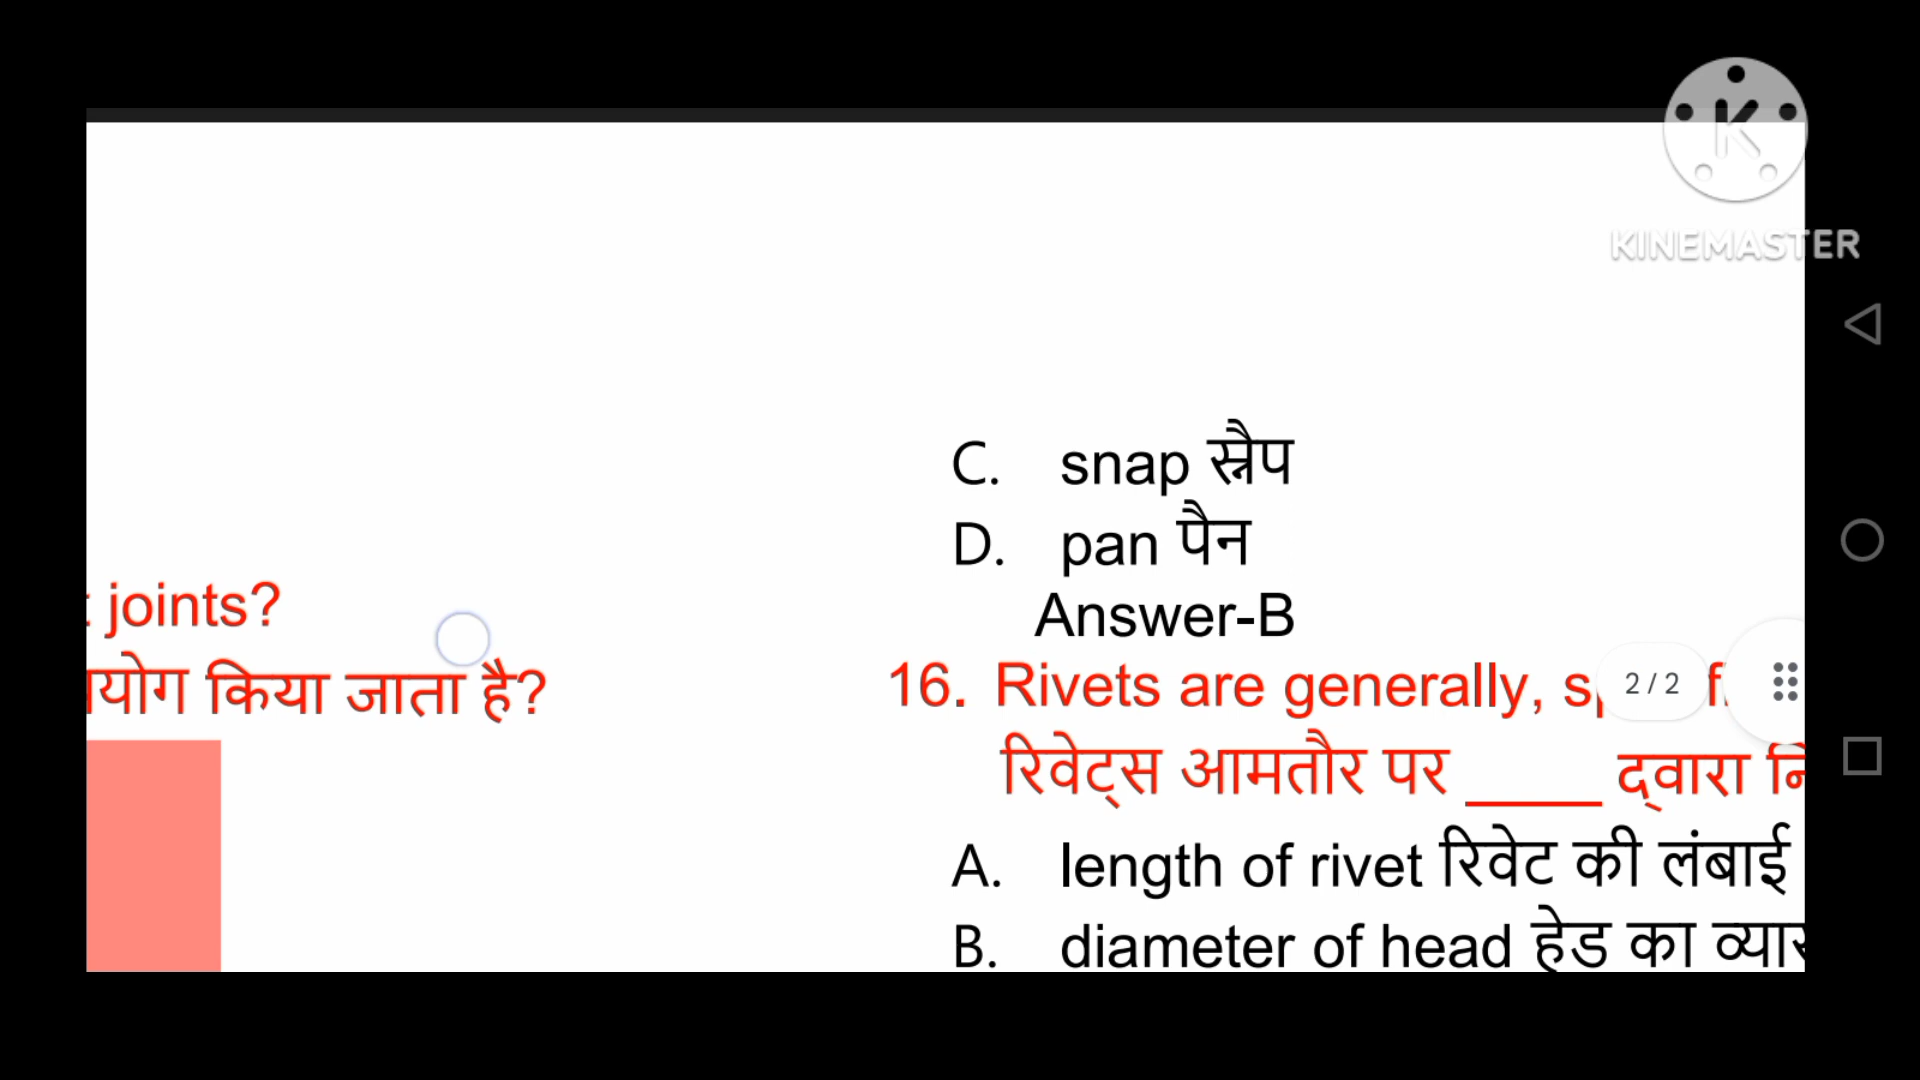 joints?
किया जाता है?
C. snap स्नैप
D. pan पैन
Answer-B
16. Rivets are generally,
रिवेट्स आमतौर पर ____ द्वारा
A. length of rivet रिवेट की लंबाई
B. diameter of head हेड का
2 / 2
KINEMASTER